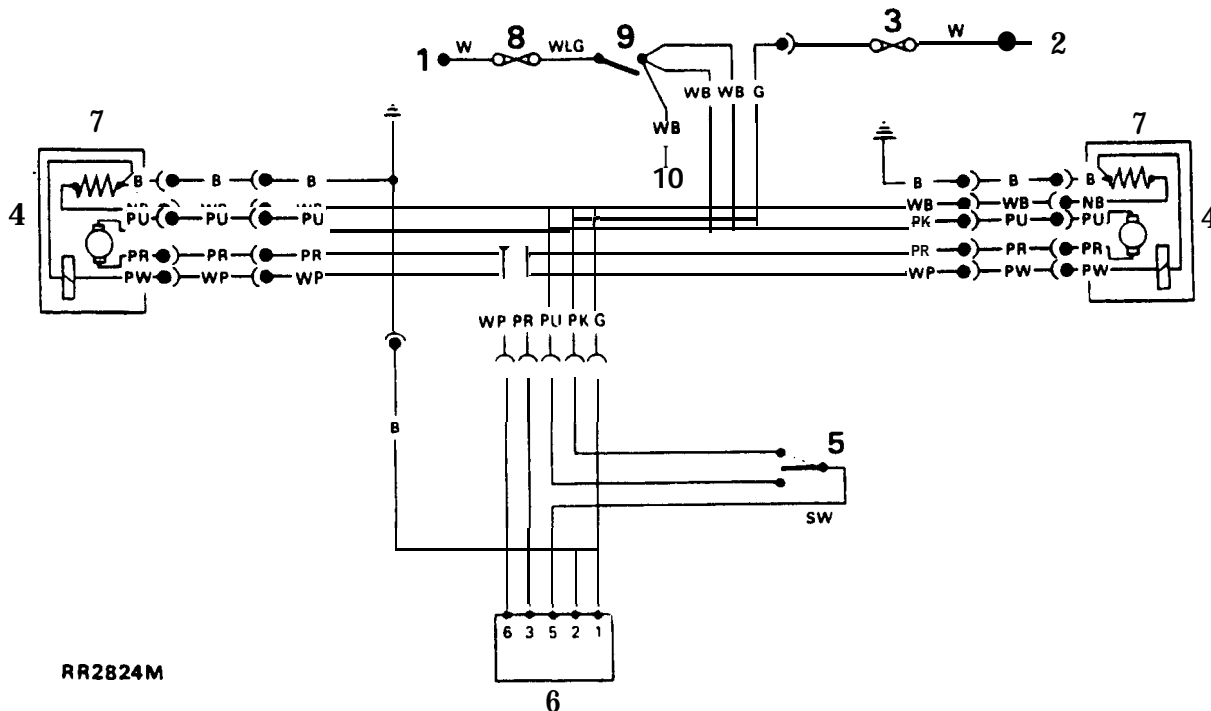 3
8 9
W
W WLG
1 2
WB WB G
7 7
WB
10
B B B B B B
4 4
WB WB NB
PU PU PU PK PU PU
PR PR PR PR PR PR
PW WP WP WP PW PW
WP PR PU PK G
B
5
SW
6 3 5 2 1
RR2824M
6